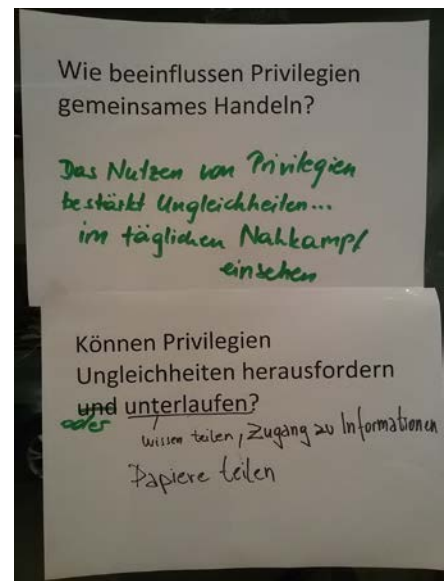 Wie beeinflussen Privilegien
gemeinsames Handeln?
Das Nutzen von Privilegien
bestärkt Ungleichheiten...
im täglichen Nahkampf
einsehen
Können Privilegien
Ungleichheiten herausfordern
und unterlaufen?
oder
wissen teilen, Zugang zu Informationen
Papiere teilen